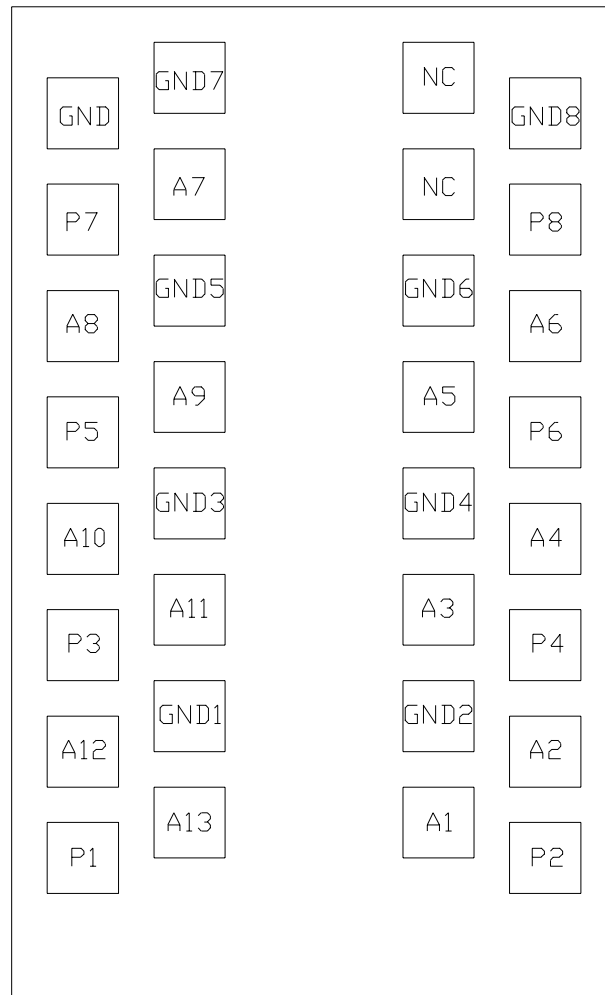 GND7 NC
GND GND8
A7 NC
P7 P8
GND5 GND6
A8 A6
A9 A5
P5 P6
GND3 GND4
A10 A4
A11 A3
P3 P4
GND1 GND2
A12 A2
A13 A1
P1 P2